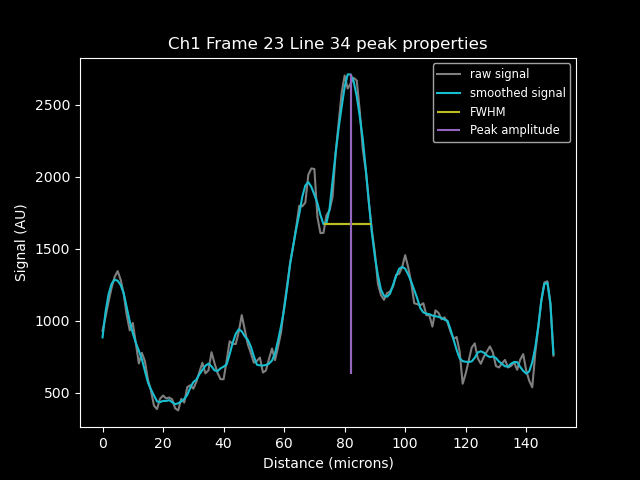 Ch1 Frame 23 Line 34 peak properties
raw signal
smoothed signal
FWHM
Peak amplitude
2500
2000
1500
1000
500
Signal (AU)
0 20 40 60 80 100 120 140
Distance (microns)